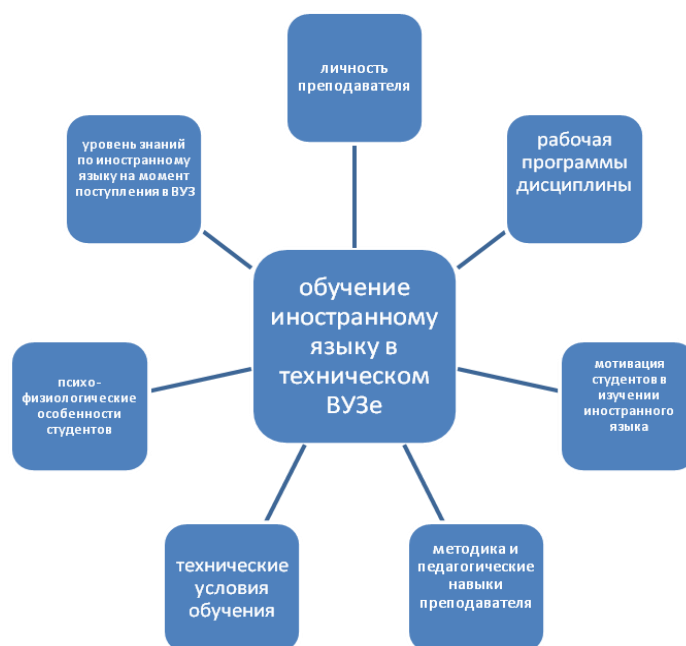 личность
преподавателя
рабочая
программы
дисциплины
мотивация
студентов в
изучении
иностранного
языка
методика и
педагогические
навыки
преподавателя
технические
условия
обучения
психо-
физиологические
особенности
студентов
уровень знаний
по иностранному
языку на момент
поступления в ВУЗ
обучение
иностранному
языку в
техническом
ВУЗе